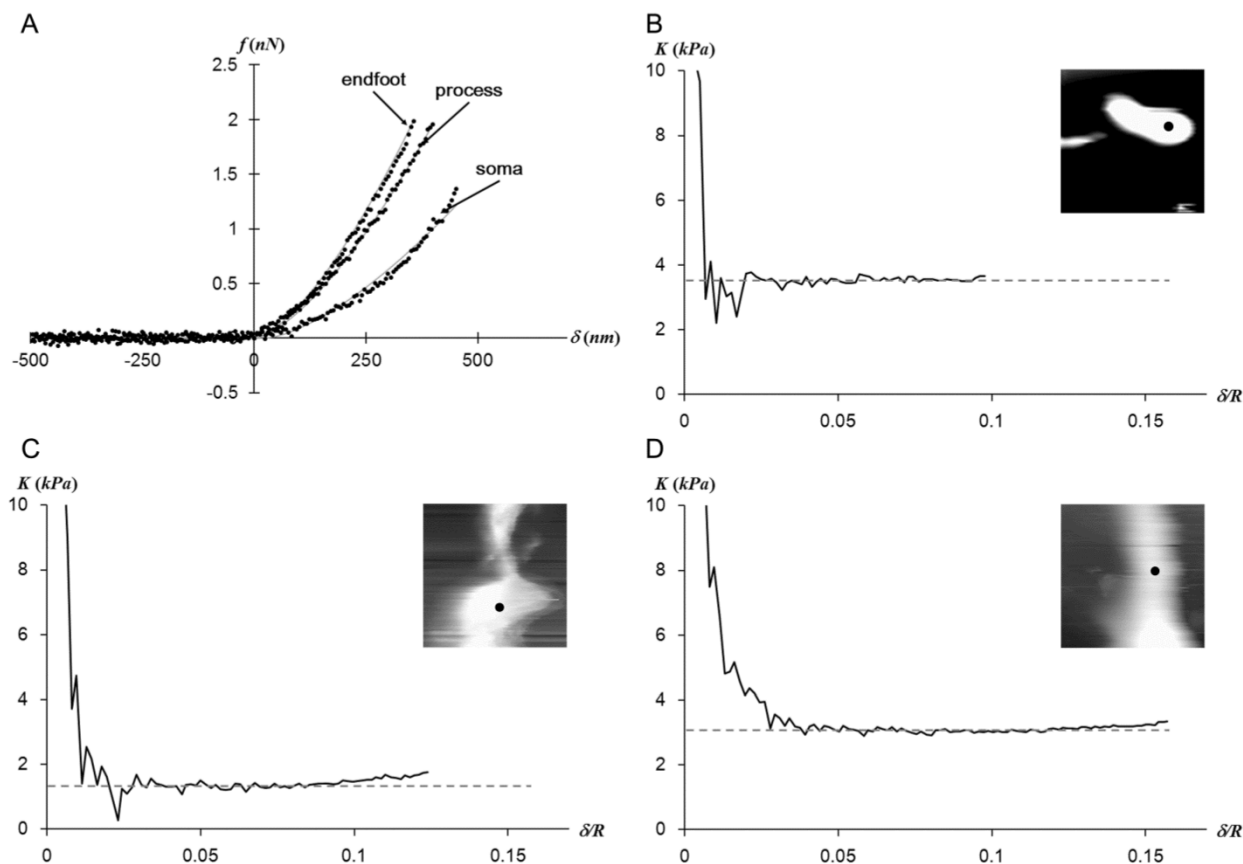 A
f (nN)
2.5
2
1.5
1
0.5
-0.5
endfoot
process
soma
-500
-250
0
250
500
δ (nm)
B
K (kPa)
10
8
6
4
2
0
0
0.05
0.1
0.15
δ/R
C
K (kPa)
10
8
6
4
2
0
0
0.05
0.1
0.15
δ/R
D
K (kPa)
10
8
6
4
2
0
0
0.05
0.1
0.15
δ/R